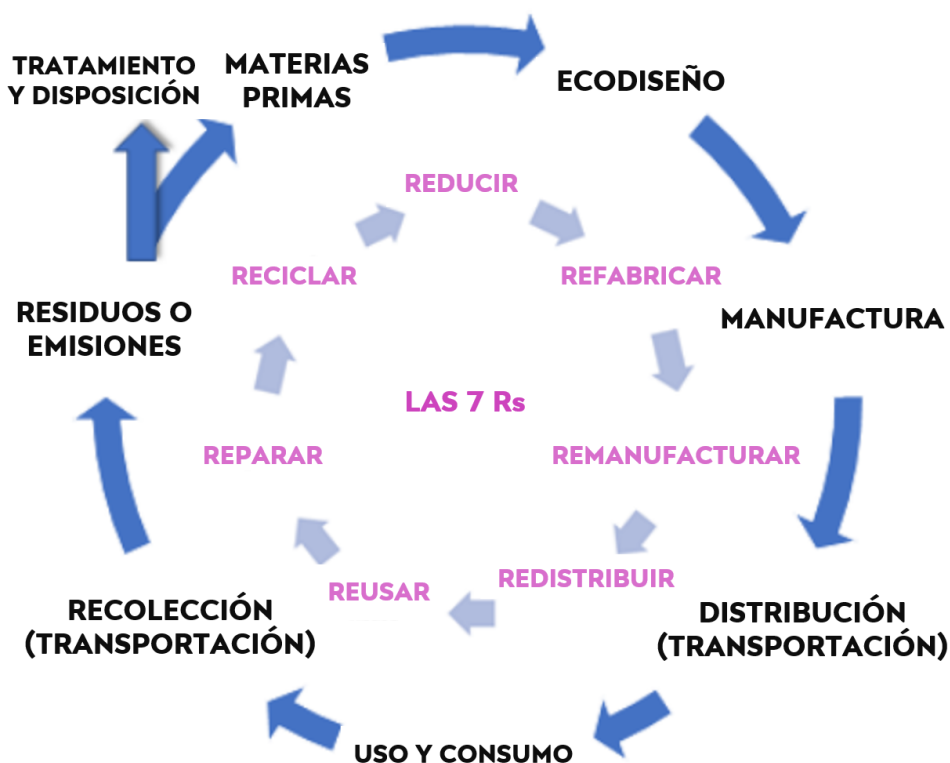 TRATAMIENTO
Y DISPOSICIÓN
MATERIAS
PRIMAS
ECODISEÑO
REDUCIR
RECICLAR
REFABRICAR
RESIDUOS O
EMISIONES
MANUFACTURA
LAS 7 Rs
REPARAR
REMANUFACTURAR
REUSAR
REDISTRIBUIR
RECOLECCIÓN
(TRANSPORTACIÓN)
DISTRIBUCIÓN
(TRANSPORTACIÓN)
USO Y CONSUMO